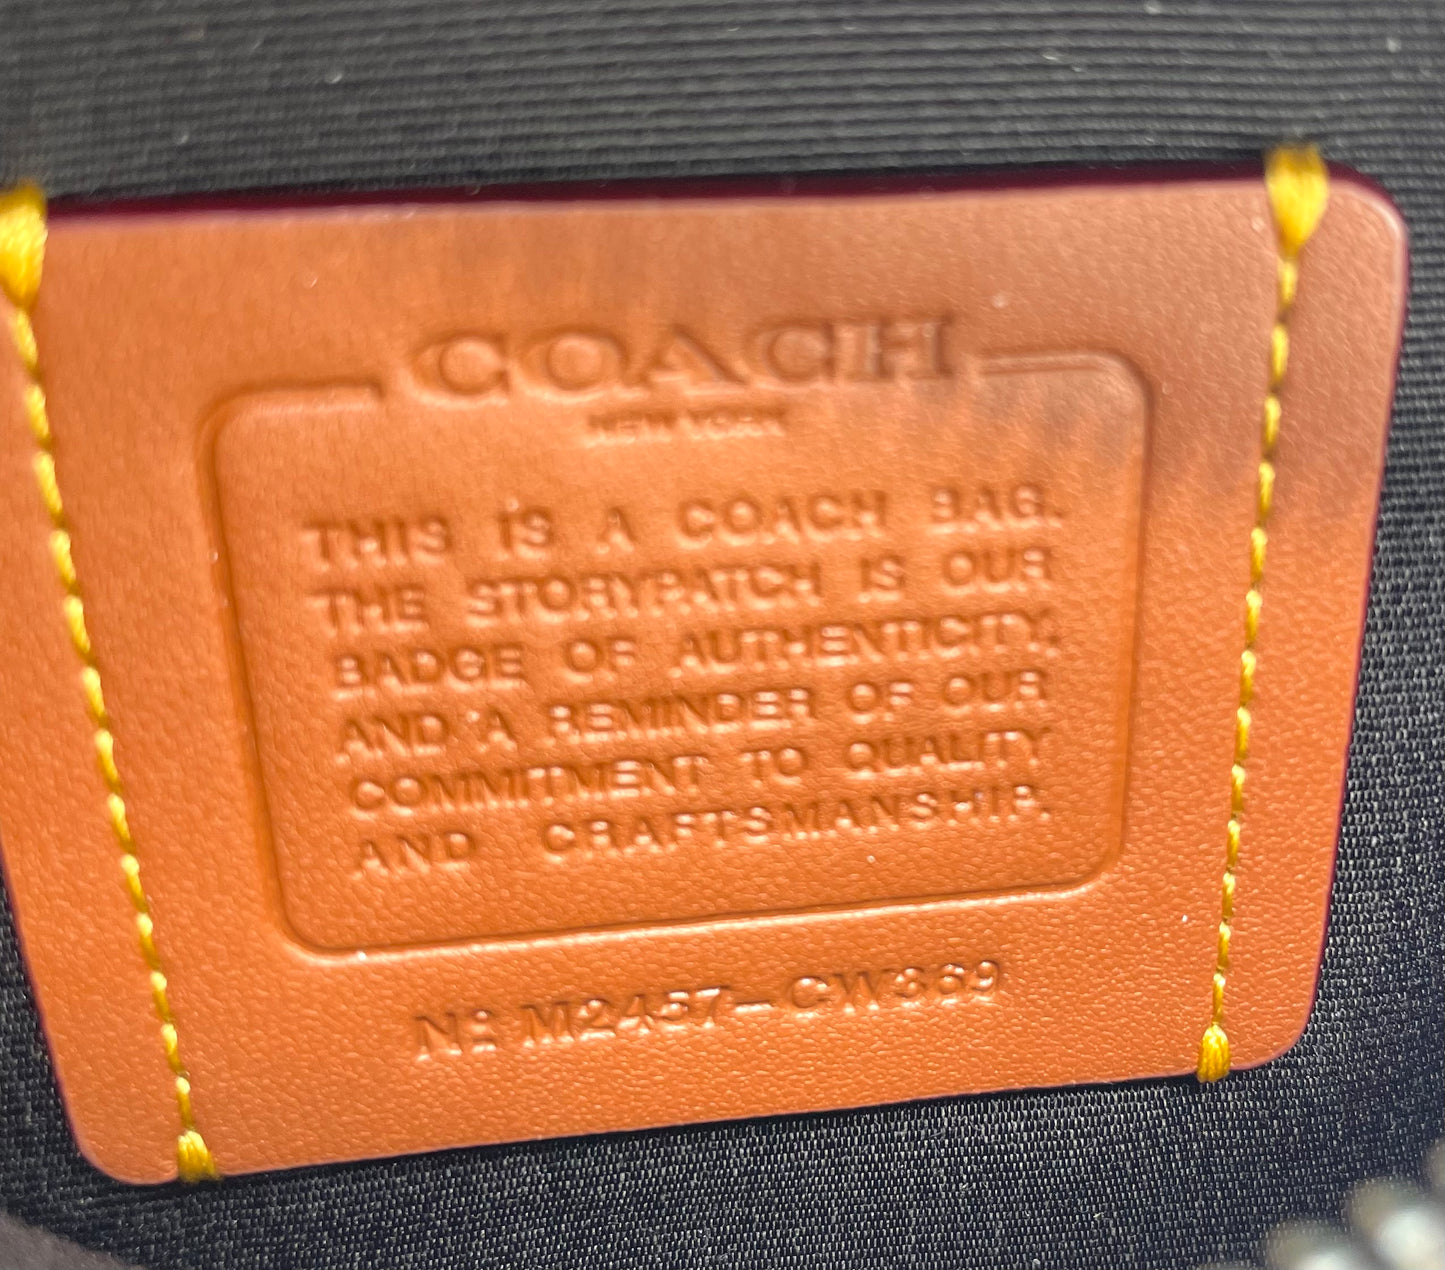 COACH
NEW YORK
THIS IS A COACH BAG.
THE STORYPATCH IS OUR
BADGE OF AUTHENTICITY,
AND A REMINDER OF OUR
COMMITMENT TO QUALITY
AND CRAFTSMANSHIP.
Nº M2437-CW369